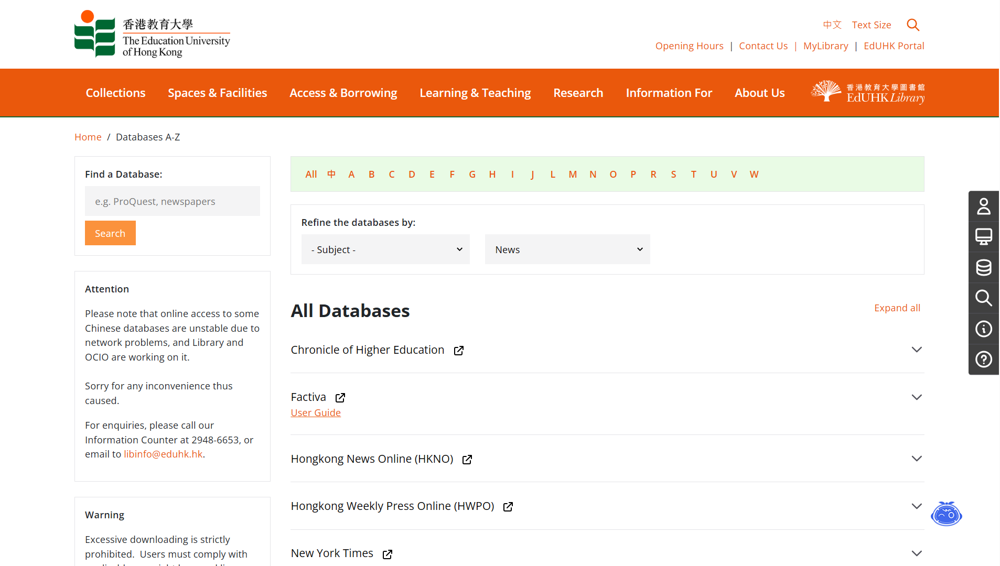 香港教育大學
The Education University
of Hong Kong
中文 Text Size
Opening Hours | Contact Us | MyLibrary | EdUHK Portal
Collections Spaces & Facilities Access & Borrowing Learning & Teaching Research Information For About Us
香港教育大學圖書館
EdUHK Library
Home / Databases A-Z
Find a Database:
e.g. ProQuest, newspapers
Search
Attention
Please note that online access to some
Chinese databases are unstable due to
network problems, and Library and
OCIO are working on it.
Sorry for any inconvenience thus
caused.
For enquiries, please call our
Information Counter at 2948-6653, or
email to libinfo@eduhk.hk.
Warning
Excessive downloading is strictly
prohibited. Users must comply with
All 中 A B C D E F G H I J L M N O P R S T U V W
Refine the databases by:
- Subject - News
All Databases
Expand all
Chronicle of Higher Education
Factiva
User Guide
Hongkong News Online (HKNO)
Hongkong Weekly Press Online (HWPO)
New York Times